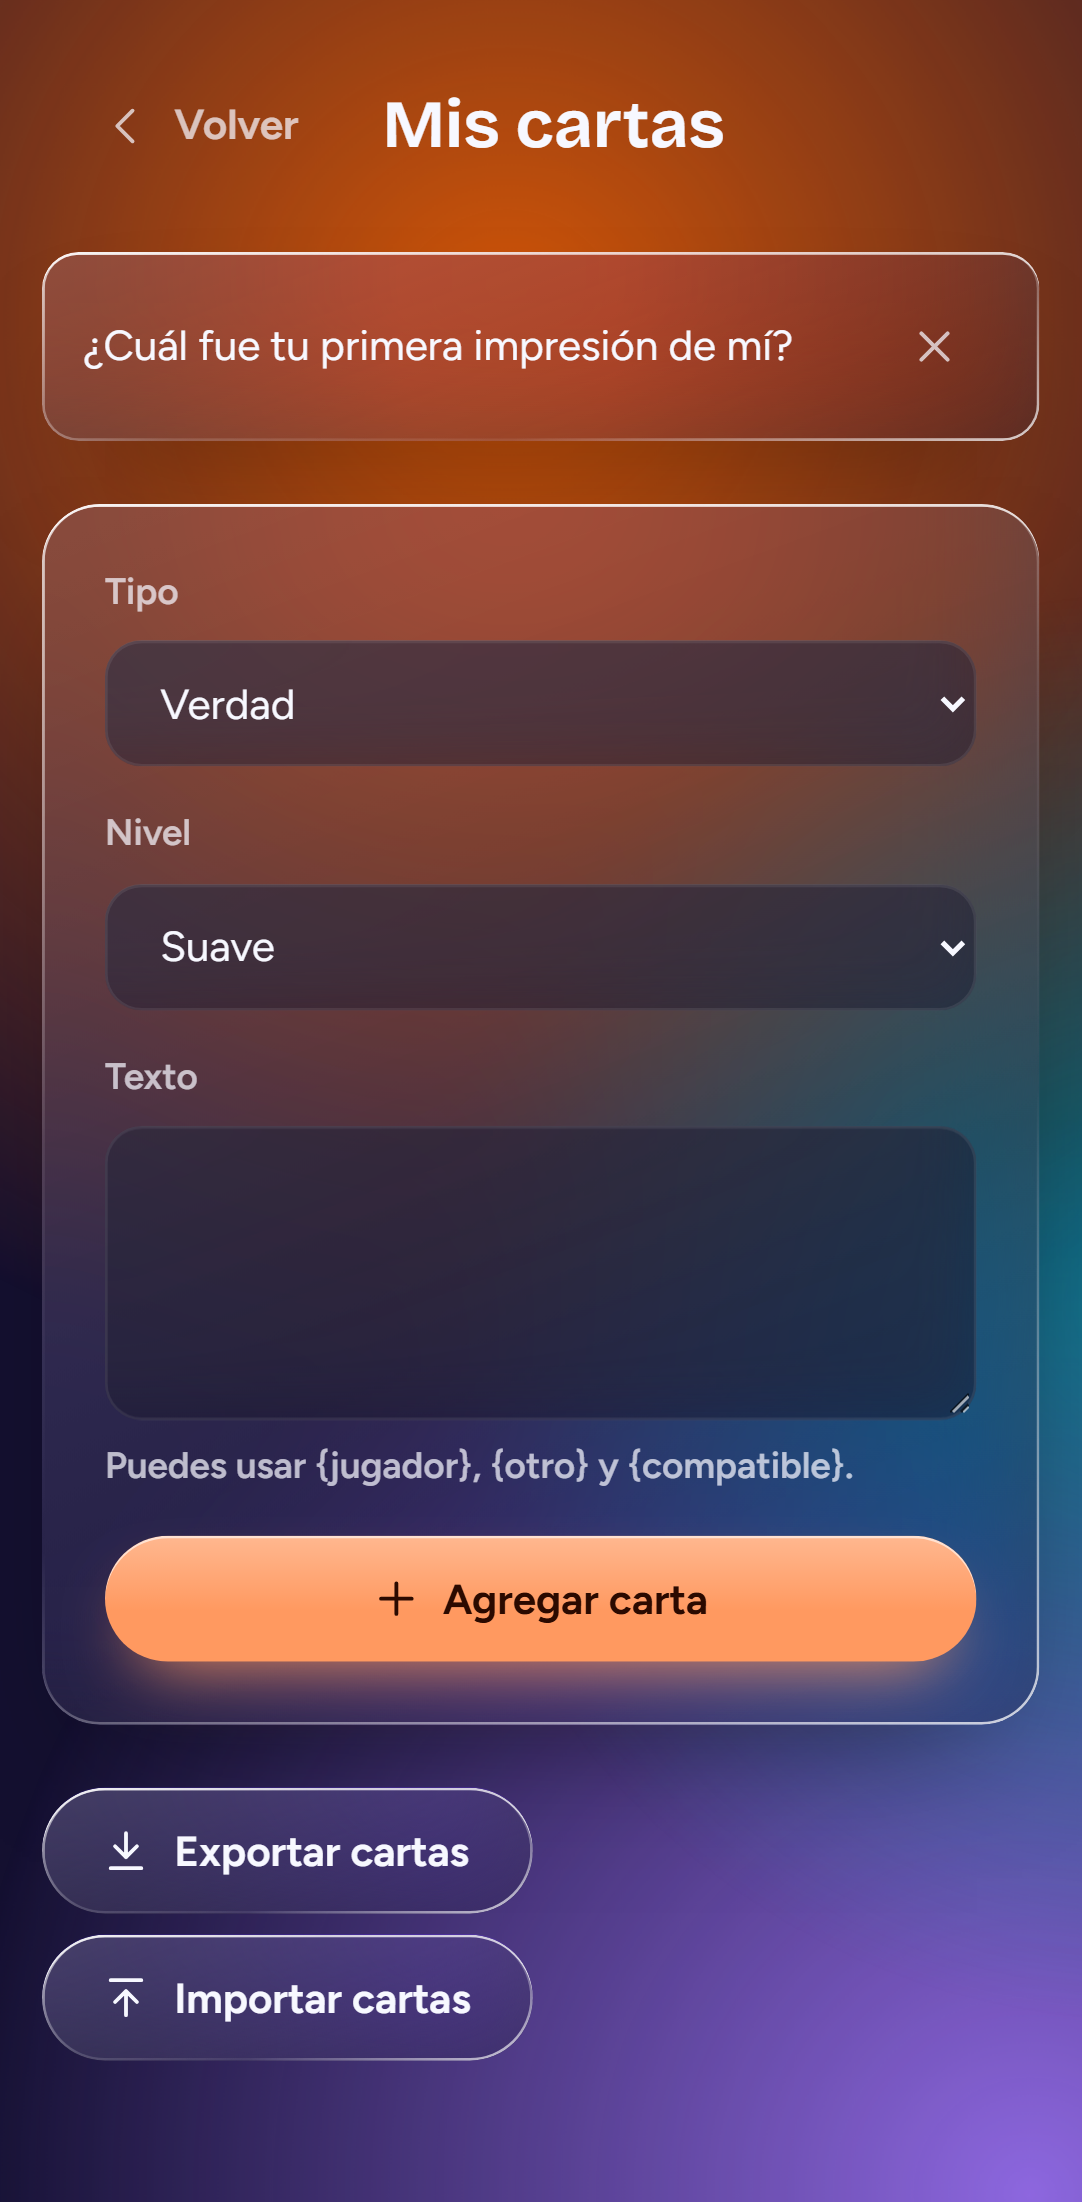 Volver
Mis cartas
¿Cuál fue tu primera impresión de mí?
Tipo
Verdad
Nivel
Suave
Texto
Puedes usar {jugador}, {otro} y {compatible}.
Agregar carta
Exportar cartas
Importar cartas